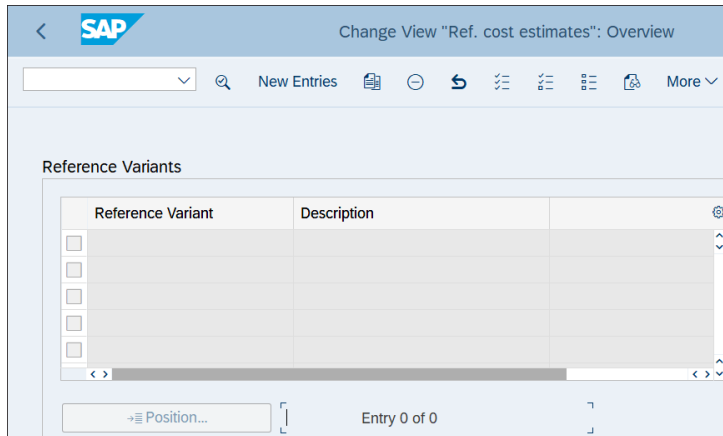 SAP
Change View "Ref. cost estimates": Overview
New Entries
More
Reference Variants
Reference Variant Description
Position...
Entry 0 of 0